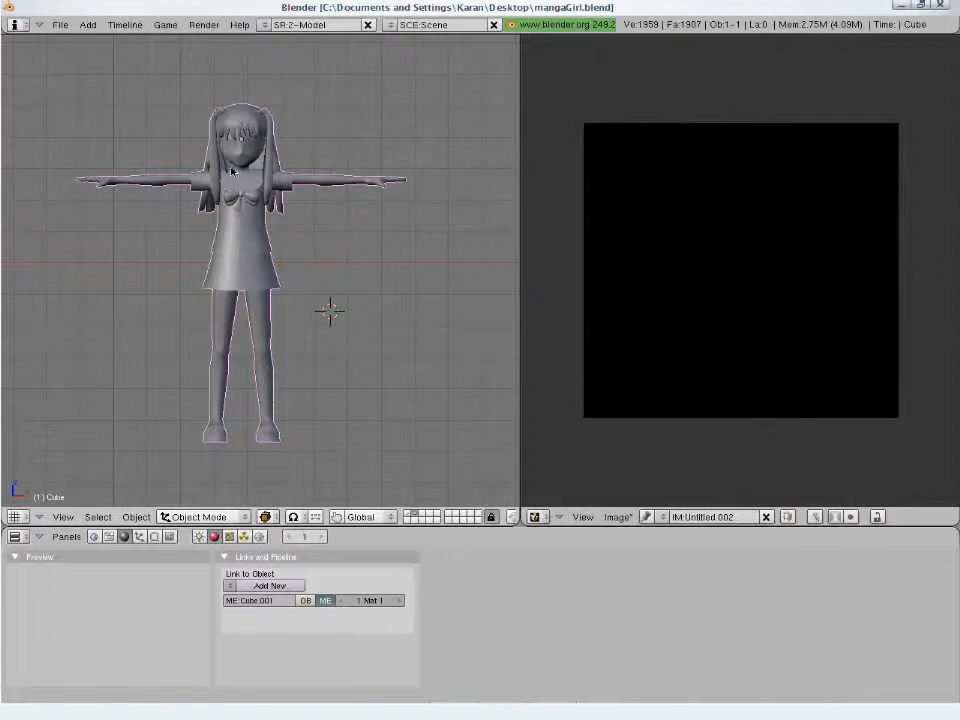 Blender [C:\Documents and Settings\Karan\Desktop\mangaGirl.blend]
File Add Timeline Game Render Help SR:2-Model SCE:Scene www.blender.org 249.2 Ve:1959 | Fa:1907 | Ob:1-1 | La:0 | Mem:2.75M (4.09M) | Time: | Cube
(1) Cube
View Select Object Object Mode Global View Image* IM:Untitled 002
Panels 1
Preview Links and Pipeline
Link to Object
Add New
ME:Cube.001 OB ME 1 Mat 1